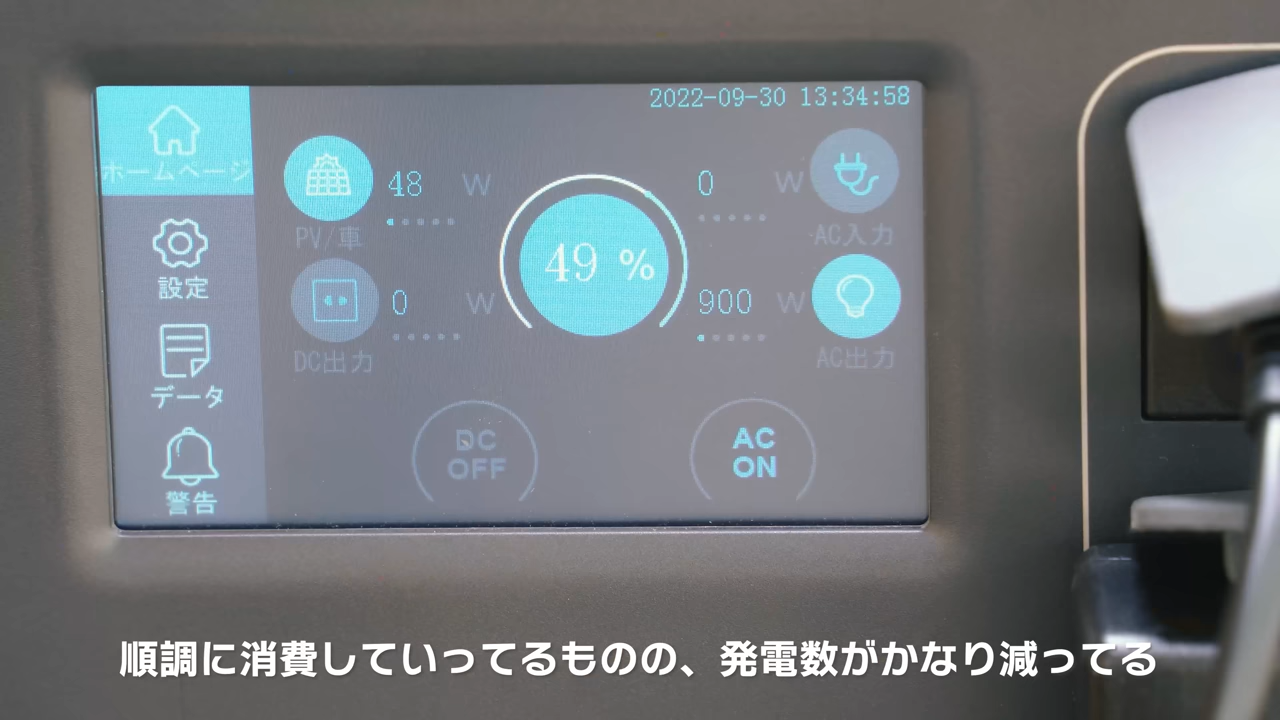 2022-09-30 13:34:58
ホームページ
設定
データ
警告
48 W
PV/車
0 W
DC出力
49 %
0 W
AC入力
900 W
AC出力
DC
OFF
AC
ON
順調に消費していってるものの、発電数がかなり減ってる